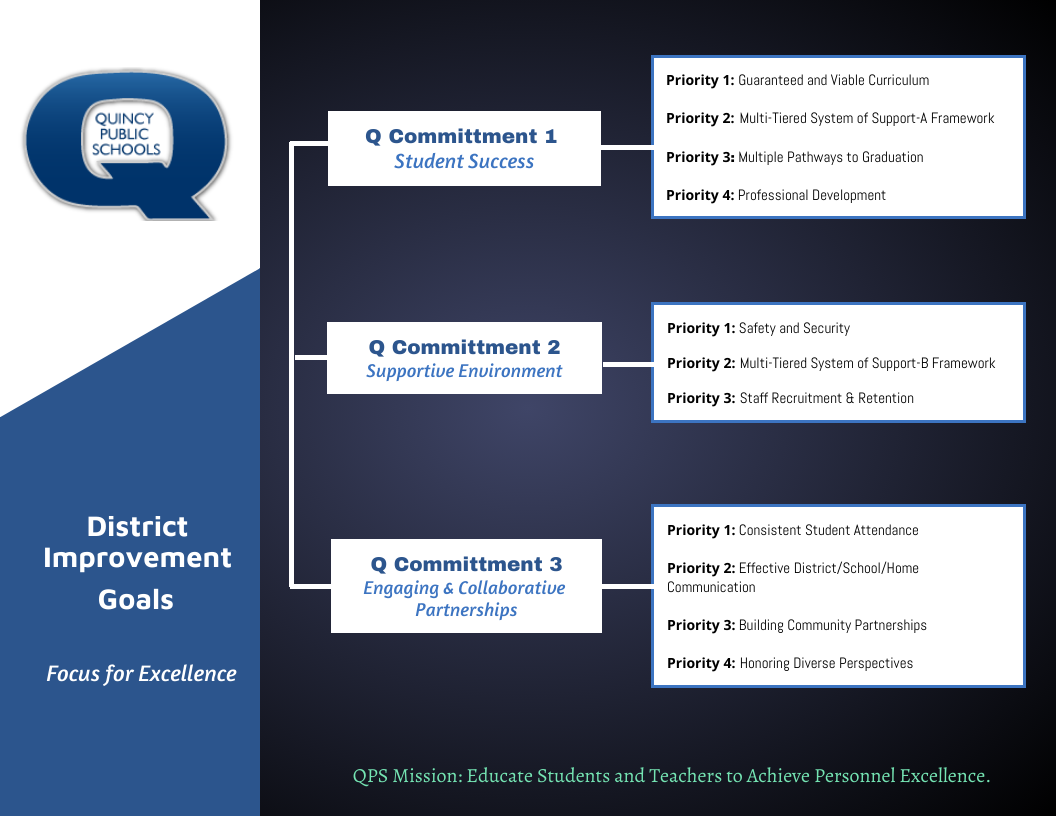 QUINCY
PUBLIC
SCHOOLS
District
Improvement
Goals
Focus for Excellence
Q Committment 1
Student Success
Priority 1: Guaranteed and Viable Curriculum
Priority 2: Multi-Tiered System of Support-A Framework
Priority 3: Multiple Pathways to Graduation
Priority 4: Professional Development
Q Committment 2
Supportive Environment
Priority 1: Safety and Security
Priority 2: Multi-Tiered System of Support-B Framework
Priority 3: Staff Recruitment & Retention
Q Committment 3
Engaging & Collaborative
Partnerships
Priority 1: Consistent Student Attendance
Priority 2: Effective District/School/Home
Communication
Priority 3: Building Community Partnerships
Priority 4: Honoring Diverse Perspectives
QPS Mission: Educate Students and Teachers to Achieve Personnel Excellence.